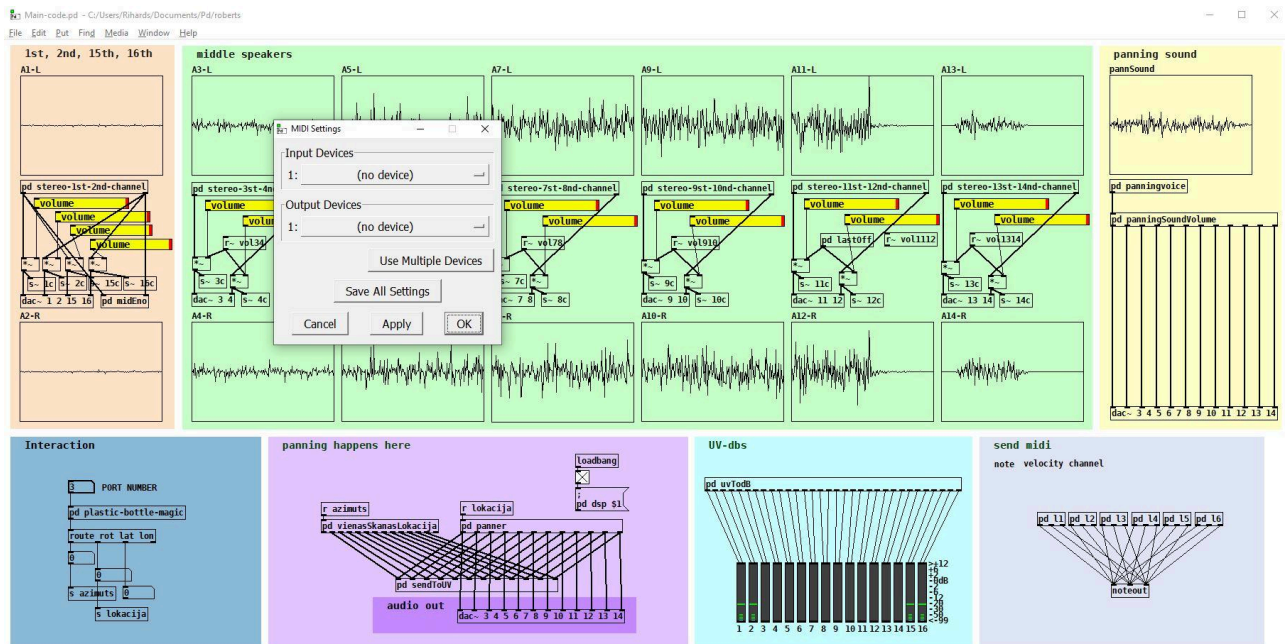 Main-code.pd - C:/Users/Rihards/Documents/Pd/roberts
File Edit Put Find Media Window Help
1st, 2nd, 15th, 16th
middle speakers
panning sound
A1-L
A3-L
A5-L
A7-L
A9-L
A11-L
A13-L
pannSound
MIDI Settings
Input Devices
1: (no device)
Output Devices
1: (no device)
Use Multiple Devices
Save All Settings
Cancel Apply OK
pd stereo-1st-2nd-channel
volume
volume
volume
volume
*~ *~ *~ *~
s~ 1c s~ 2c s~ 15c s~ 16c
dac~ 1 2 15 16 pd midEno
A2-R
pd stereo-3st-4n
volume
volum
r~ vol34
*~
s~ 3c *~
dac~ 3 4 s~ 4c
A4-R
stereo-7st-8nd-channel
volume
volume
r~ vol78
s~ 7c *~
dac~ 7 8 s~ 8c
-R
pd stereo-9st-10nd-channel
volume
volume
r~ vol910
*~
s~ 9c *~
dac~ 9 10 s~ 10c
A10-R
pd stereo-11st-12nd-channel
volume
volume
pd lastOff r~ vol1112
*~
s~ 11c *~
dac~ 11 12 s~ 12c
A12-R
pd stereo-13st-14nd-channel
volume
volume
r~ vol1314
*~
s~ 13c *~
dac~ 13 14 s~ 14c
A14-R
pd panningvoice
pd panningSoundVolume
dac~ 3 4 5 6 7 8 9 10 11 12 13 14
Interaction
3 PORT NUMBER
pd plastic-bottle-magic
route rot lat lon
0
0
s azimuts 0
s lokacija
panning happens here
loadbang
;
pd dsp $1
r azimuts
r lokacija
pd vienasSkanasLokacija
pd panner
pd sendToUV
audio out
dac~ 3 4 5 6 7 8 9 10 11 12 13 14
UV-dbs
pd uvTodB
>+12
+6
+2
-0dB
-2
-6
-12
-20
-30
-50
<-99
1 2 3 4 5 6 7 8 9 10 11 12 13 14 15 16
send midi
note velocity channel
pd l1 pd l2 pd l3 pd l4 pd l5 pd l6
noteout